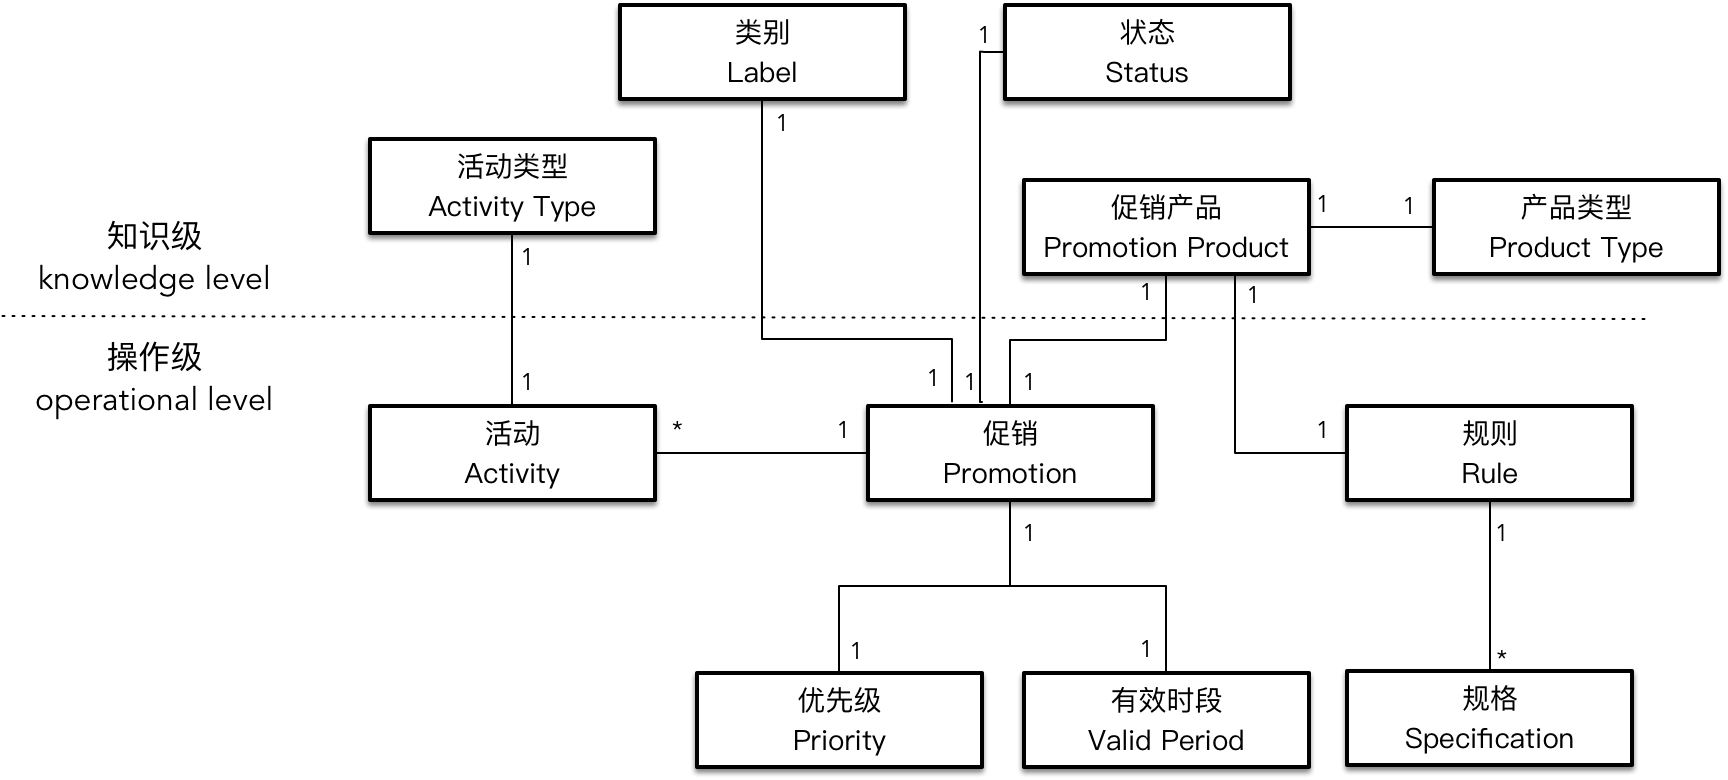 类别
Label
状态
Status
1
1
活动类型
Activity Type
促销产品
Promotion Product
1
1
产品类型
Product Type
知识级
knowledge level
1
1
1
操作级
operational level
1
1
1
1
活动
Activity
*
1
促销
Promotion
1
规则
Rule
1
1
1
1
*
优先级
Priority
有效时段
Valid Period
规格
Specification